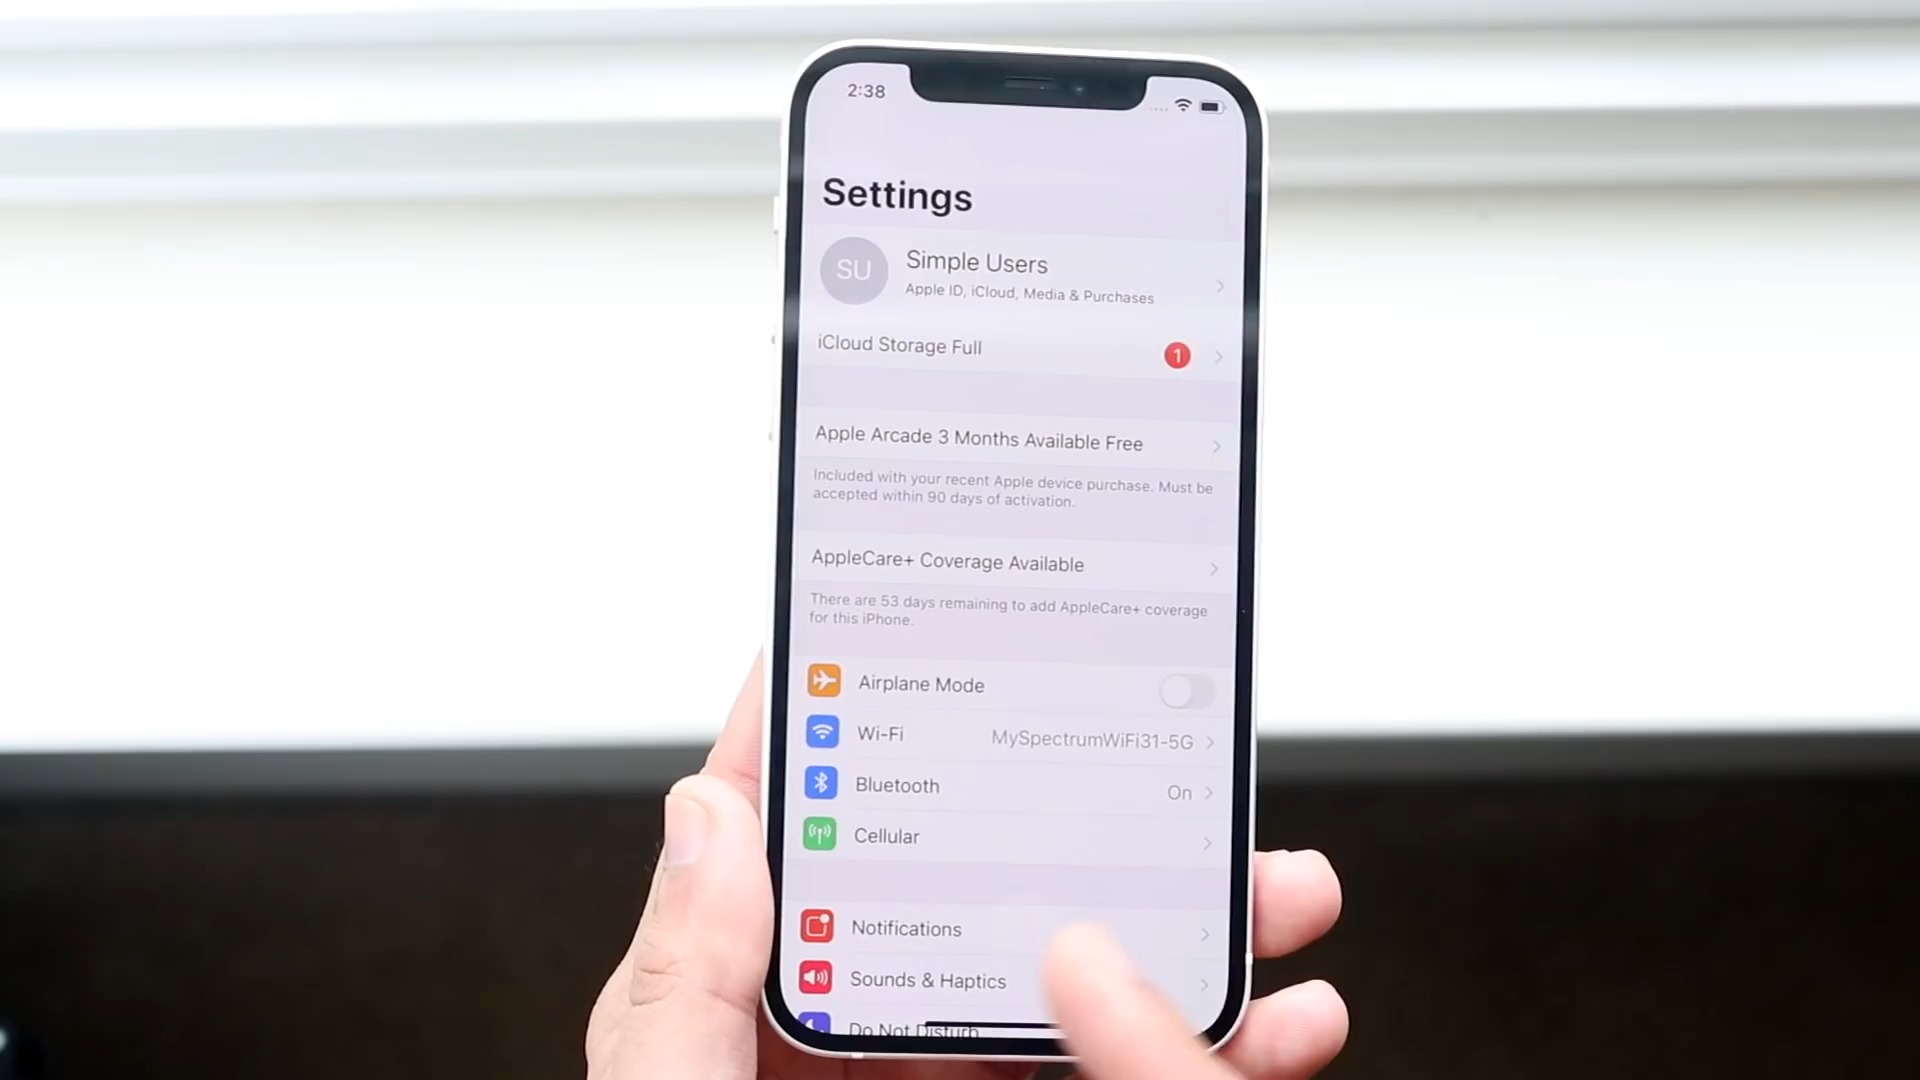 2:38
Settings
SU
Simple Users
Apple ID, iCloud, Media & Purchases
iCloud Storage Full
1
Apple Arcade 3 Months Available Free
Included with your recent Apple device purchase. Must be
accepted within 90 days of activation.
AppleCare+ Coverage Available
There are 53 days remaining to add AppleCare+ coverage
for this iPhone.
Airplane Mode
Wi-Fi MySpectrumWiFi31-5G
Bluetooth On
Cellular
Notifications
Sounds & Haptics
Do Not Disturb